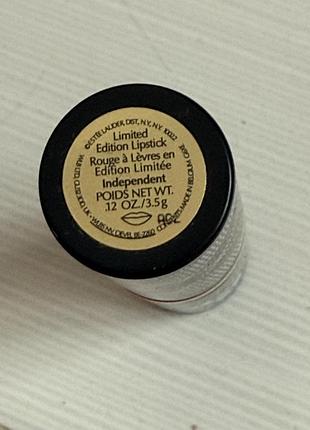 ©ESTÉE LAUDER, DIST., N.Y., N.Y. 10022
Limited
Edition Lipstick
Rouge à Lèvres en
Edition Limitée
Independent
POIDS NET WT.
.12 OZ./3.5g
MADE IN BELGIUM